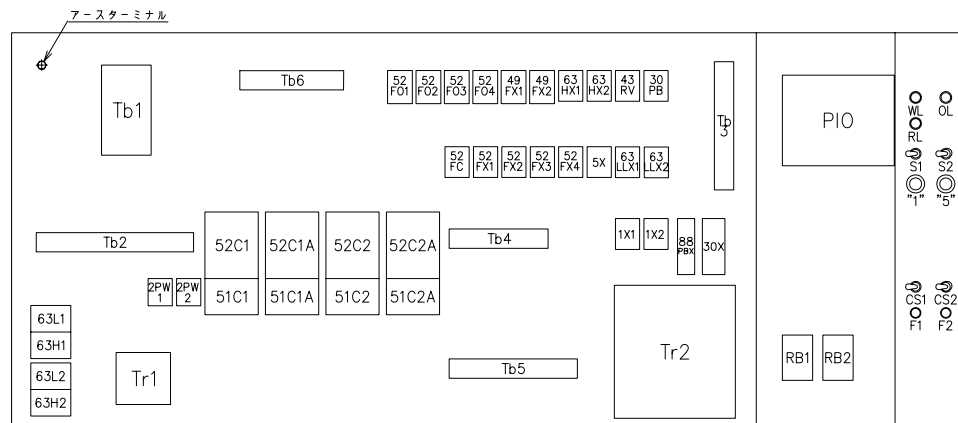 アースターミナル
Tb1
Tb6
52 52 52 52 49 49 63 63 43 30
FO1 FO2 FO3 FO4 FX1 FX2 HX1 HX2 RV PB
Tb
3
PIO
WL OL
RL
S1 S2
"1" "5"
52 52 52 52 52 5X 63 63
FC FX1 FX2 FX3 FX4 LLX1 LLX2
Tb2
52C1 52C1A 52C2 52C2A
Tb4
1X1 1X2 88 30X
PBX
2PW 2PW
1 2
51C1 51C1A 51C2 51C2A
CS1 CS2
F1 F2
63L1
63H1
63L2
63H2
Tr1
Tb5
Tr2
RB1 RB2